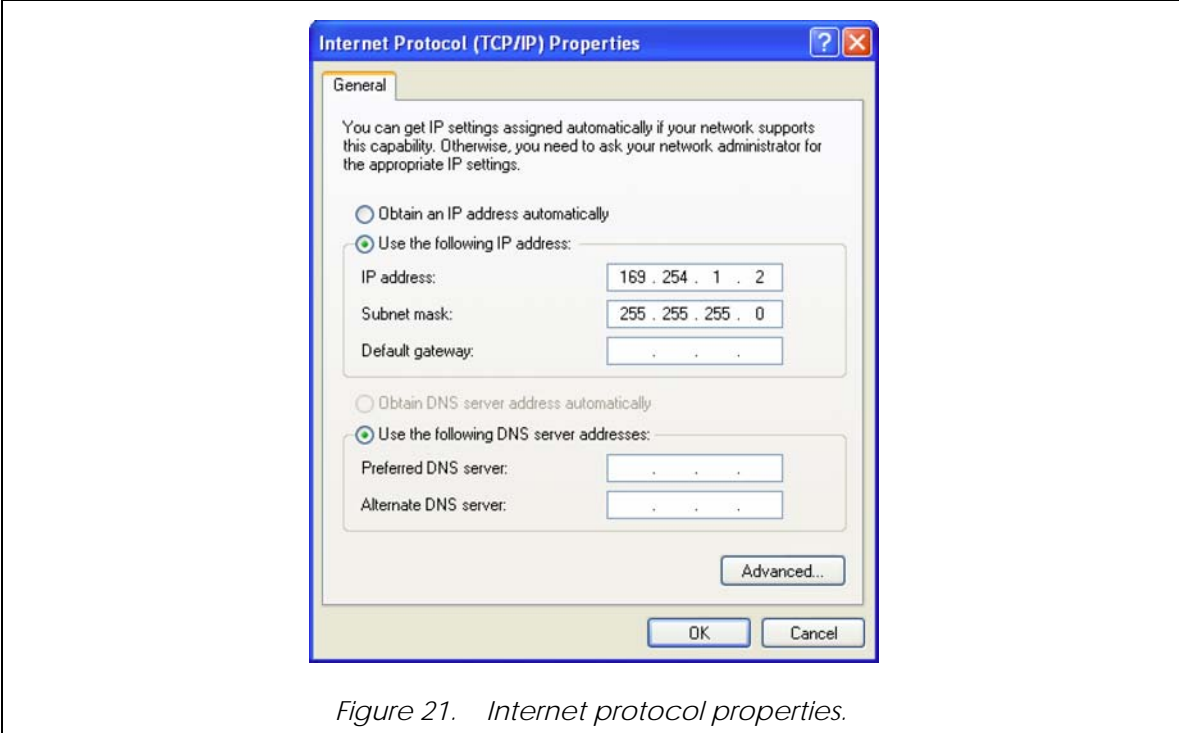 Internet Protocol (TCP/IP) Properties
General
You can get IP settings assigned automatically if your network supports
this capability. Otherwise, you need to ask your network administrator for
the appropriate IP settings.
Obtain an IP address automatically
Use the following IP address:
IP address: 169 . 254 . 1 . 2
Subnet mask: 255 . 255 . 255 . 0
Default gateway: . . .
Obtain DNS server address automatically
Use the following DNS server addresses:
Preferred DNS server: . . .
Alternate DNS server: . . .
Advanced...
OK Cancel
Figure 21. Internet protocol properties.